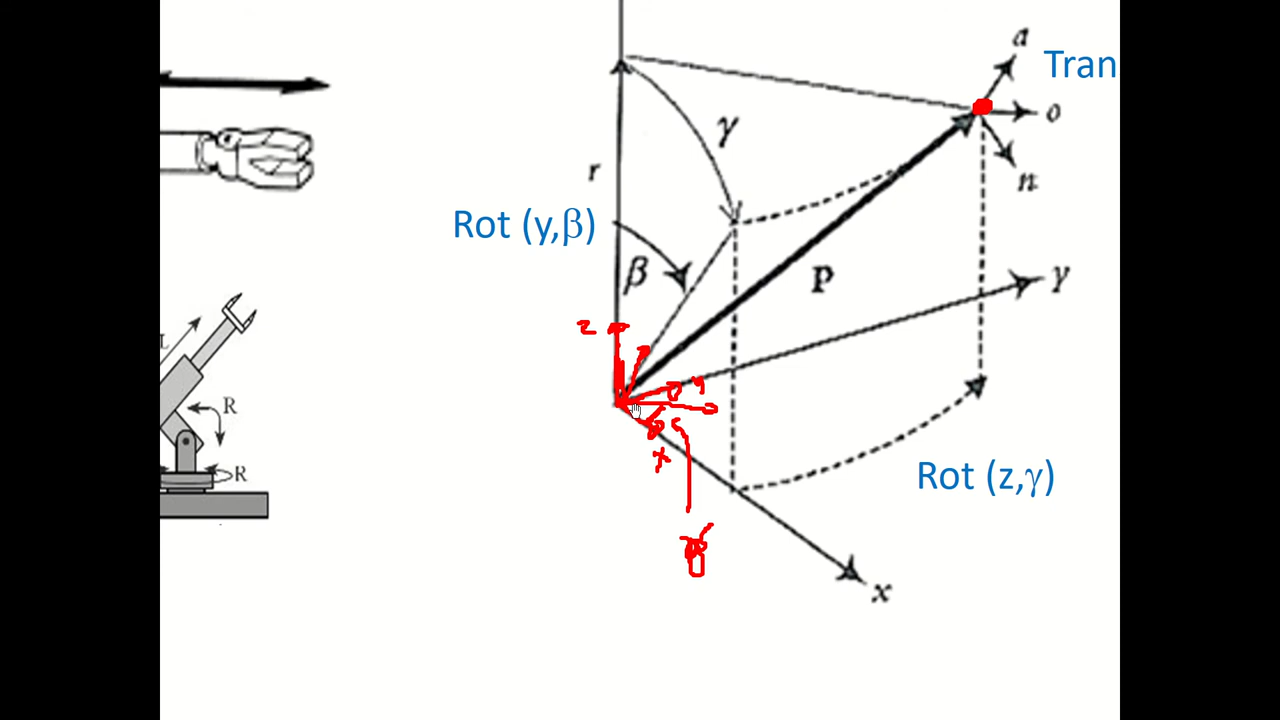 a
Tran
o
γ
r
n
Rot (y,β)
β
P
y
z
L
y
R
x
R
Rot (z,γ)
x